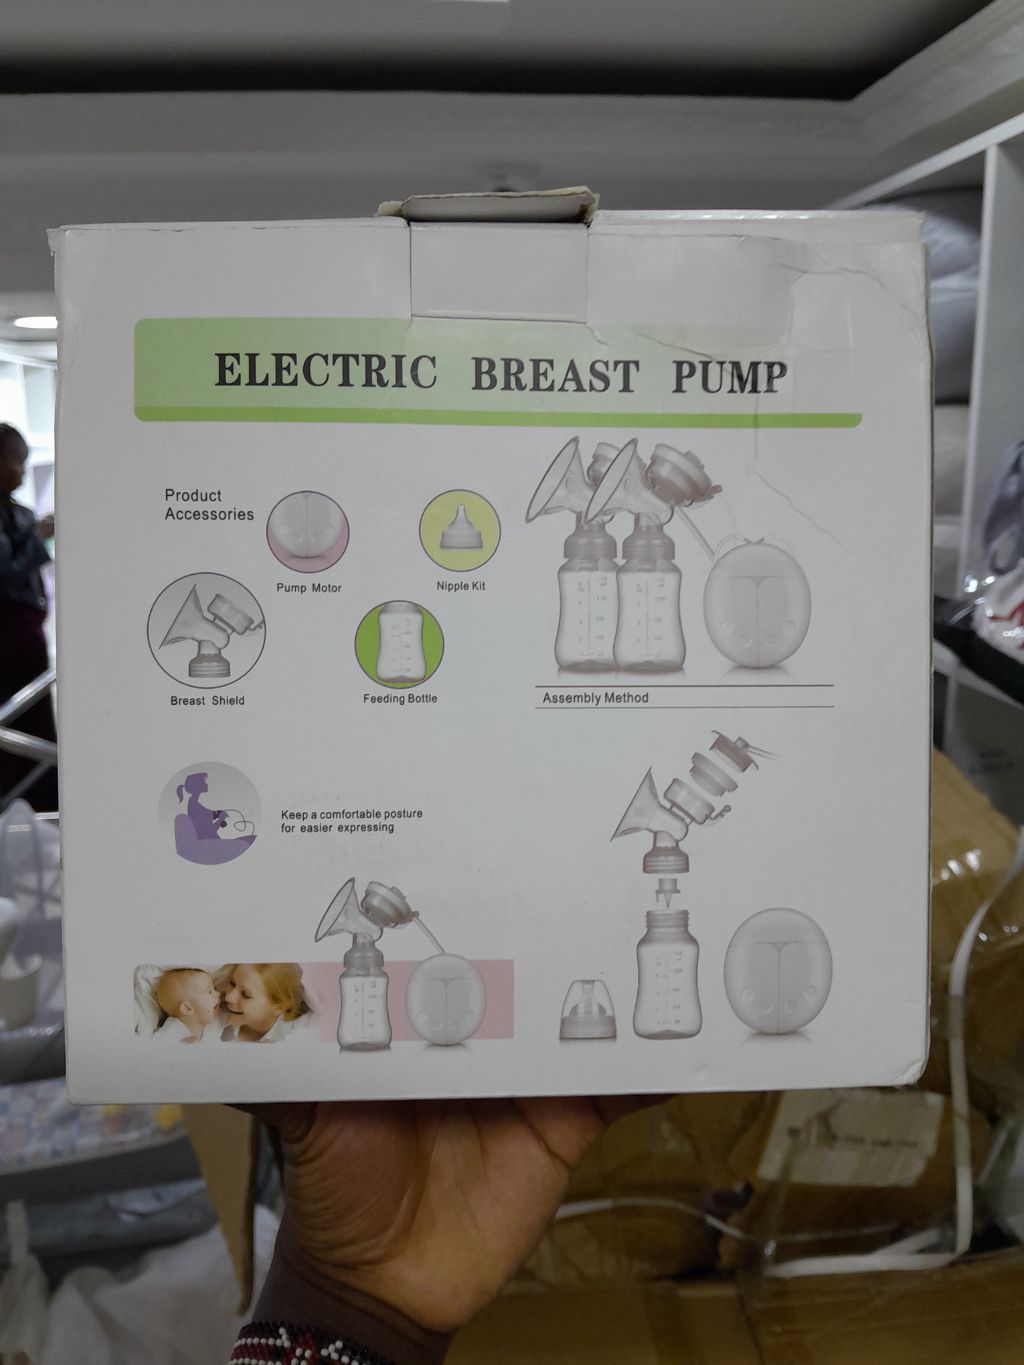 ELECTRIC BREAST PUMP
Product
Accessories
Pump Motor
Nipple Kit
Breast Shield
Feeding Bottle
Assembly Method
Keep a comfortable posture
for easier expressing